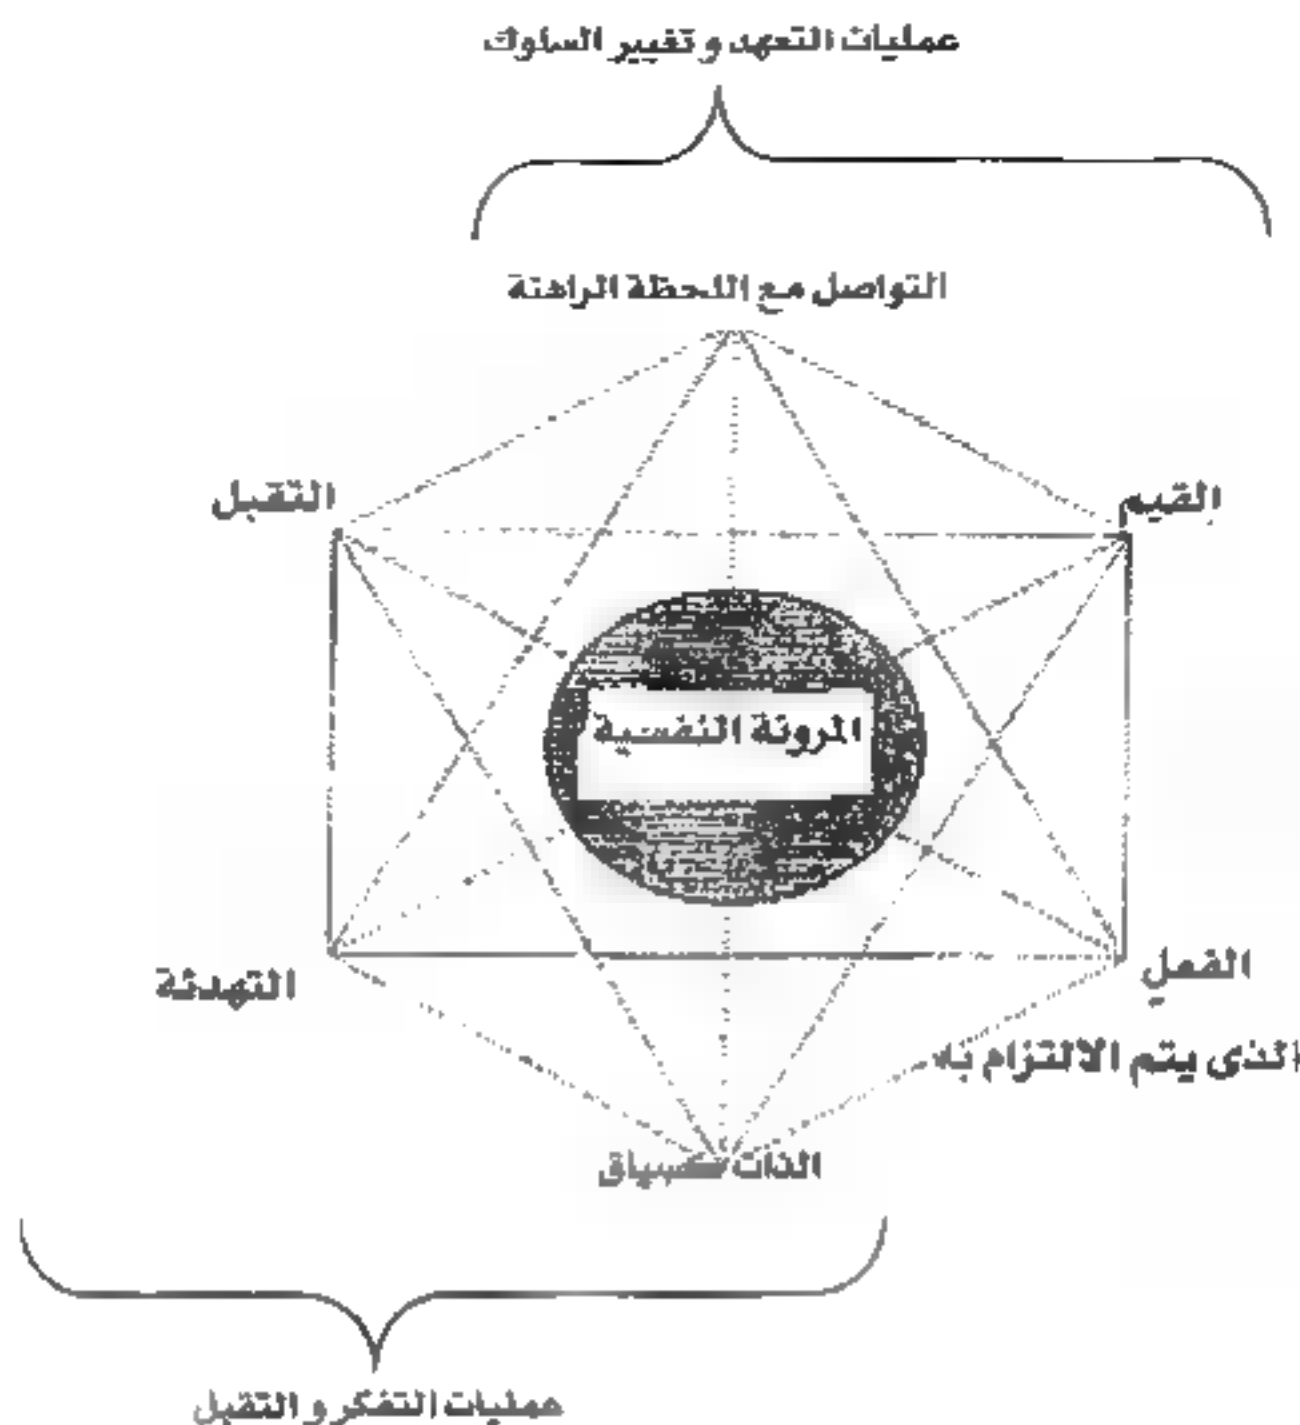 عمليات التعهد و تغيير السلوك
التواصل مع اللحظة الراهنة
القيم
التقبل
المرونة النفسية
الفعل
التهدئة
الذى يتم الالتزام به
الذات كسياق
عمليات التفكر و التقبل